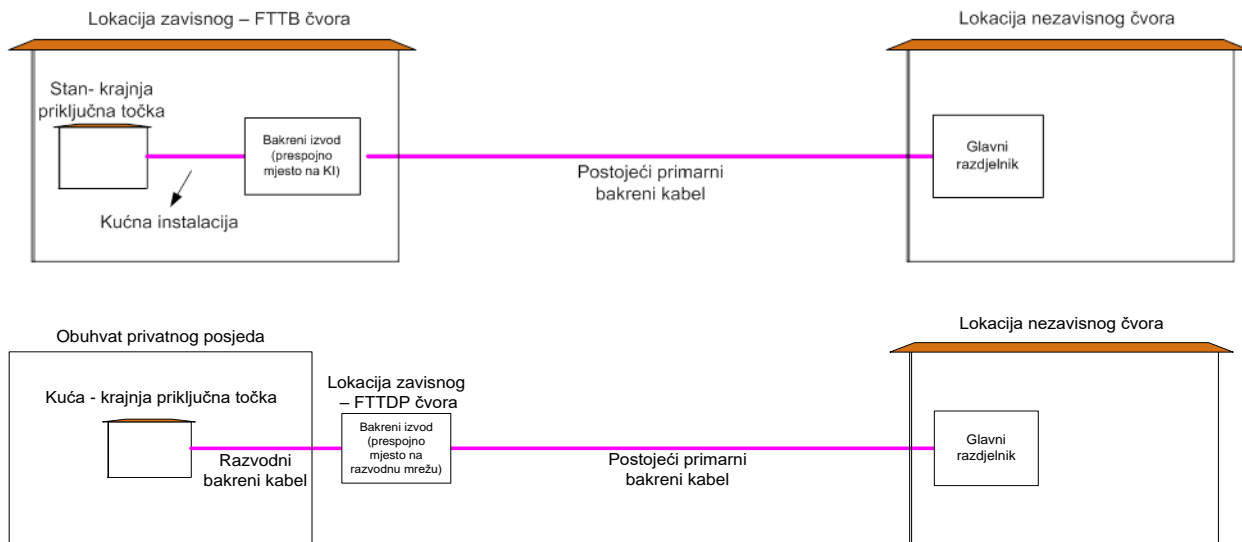 Lokacija zavisnog – FTTB čvora
Lokacija nezavisnog čvora
Stan- krajnja
priključna točka
Bakreni izvod
(prespojno
mjesto na KI)
Kućna instalacija
Postojeći primarni
bakreni kabel
Glavni
razdjelnik
Obuhvat privatnog posjeda
Lokacija nezavisnog čvora
Kuća - krajnja priključna točka
Lokacija zavisnog
– FTTDP čvora
Bakreni izvod
(prespojno
mjesto na
razvodnu mrežu)
Razvodni
bakreni kabel
Postojeći primarni
bakreni kabel
Glavni
razdjelnik